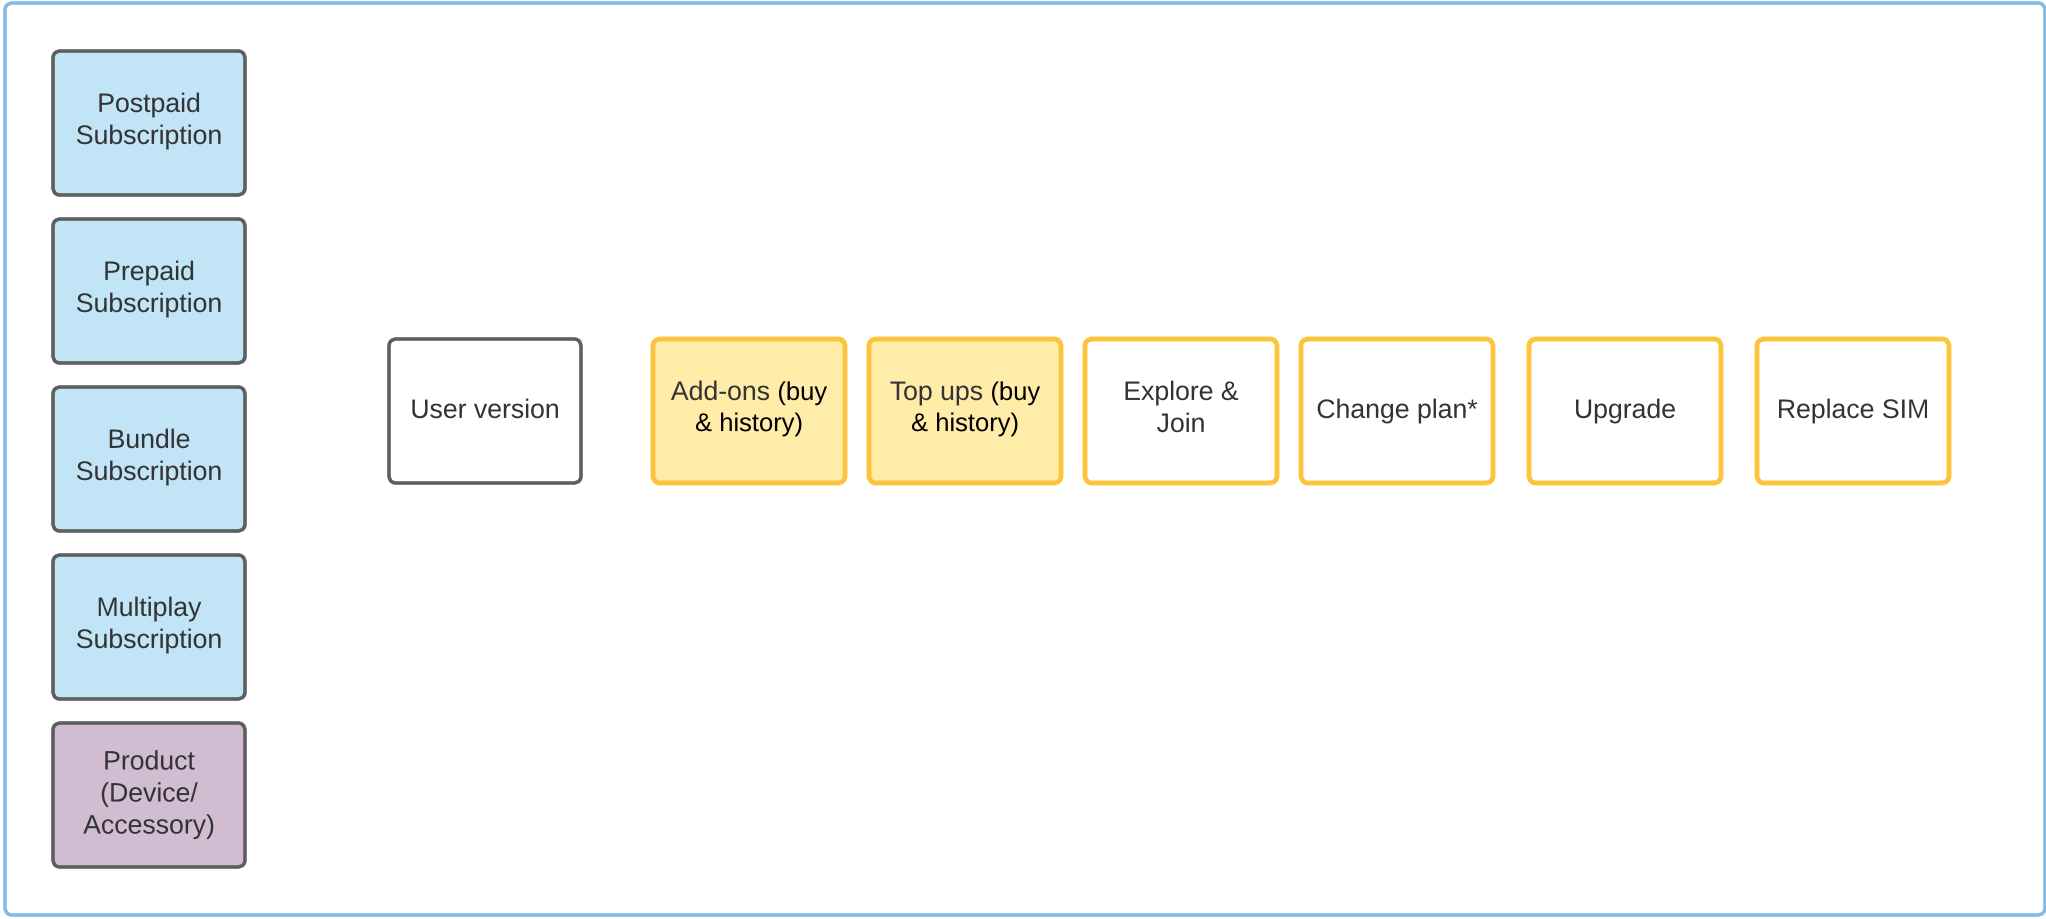 Postpaid
Subscription
Prepaid
Subscription
Bundle
Subscription
Multiplay
Subscription
Product
(Device/
Accessory)
User version
Add-ons (buy
& history)
Top ups (buy
& history)
Explore &
Join
Change plan*
Upgrade
Replace SIM